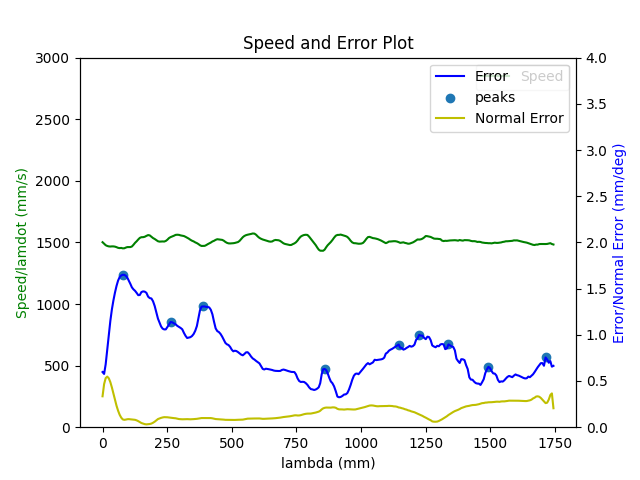 Speed and Error Plot
3000
2500
2000
1500
1000
500
0
Speed/lamdot (mm/s)
4.0
3.5
3.0
2.5
2.0
1.5
1.0
0.5
0.0
Error/Normal Error (mm/deg)
Error
Speed
peaks
Normal Error
0 250 500 750 1000 1250 1500 1750
lambda (mm)